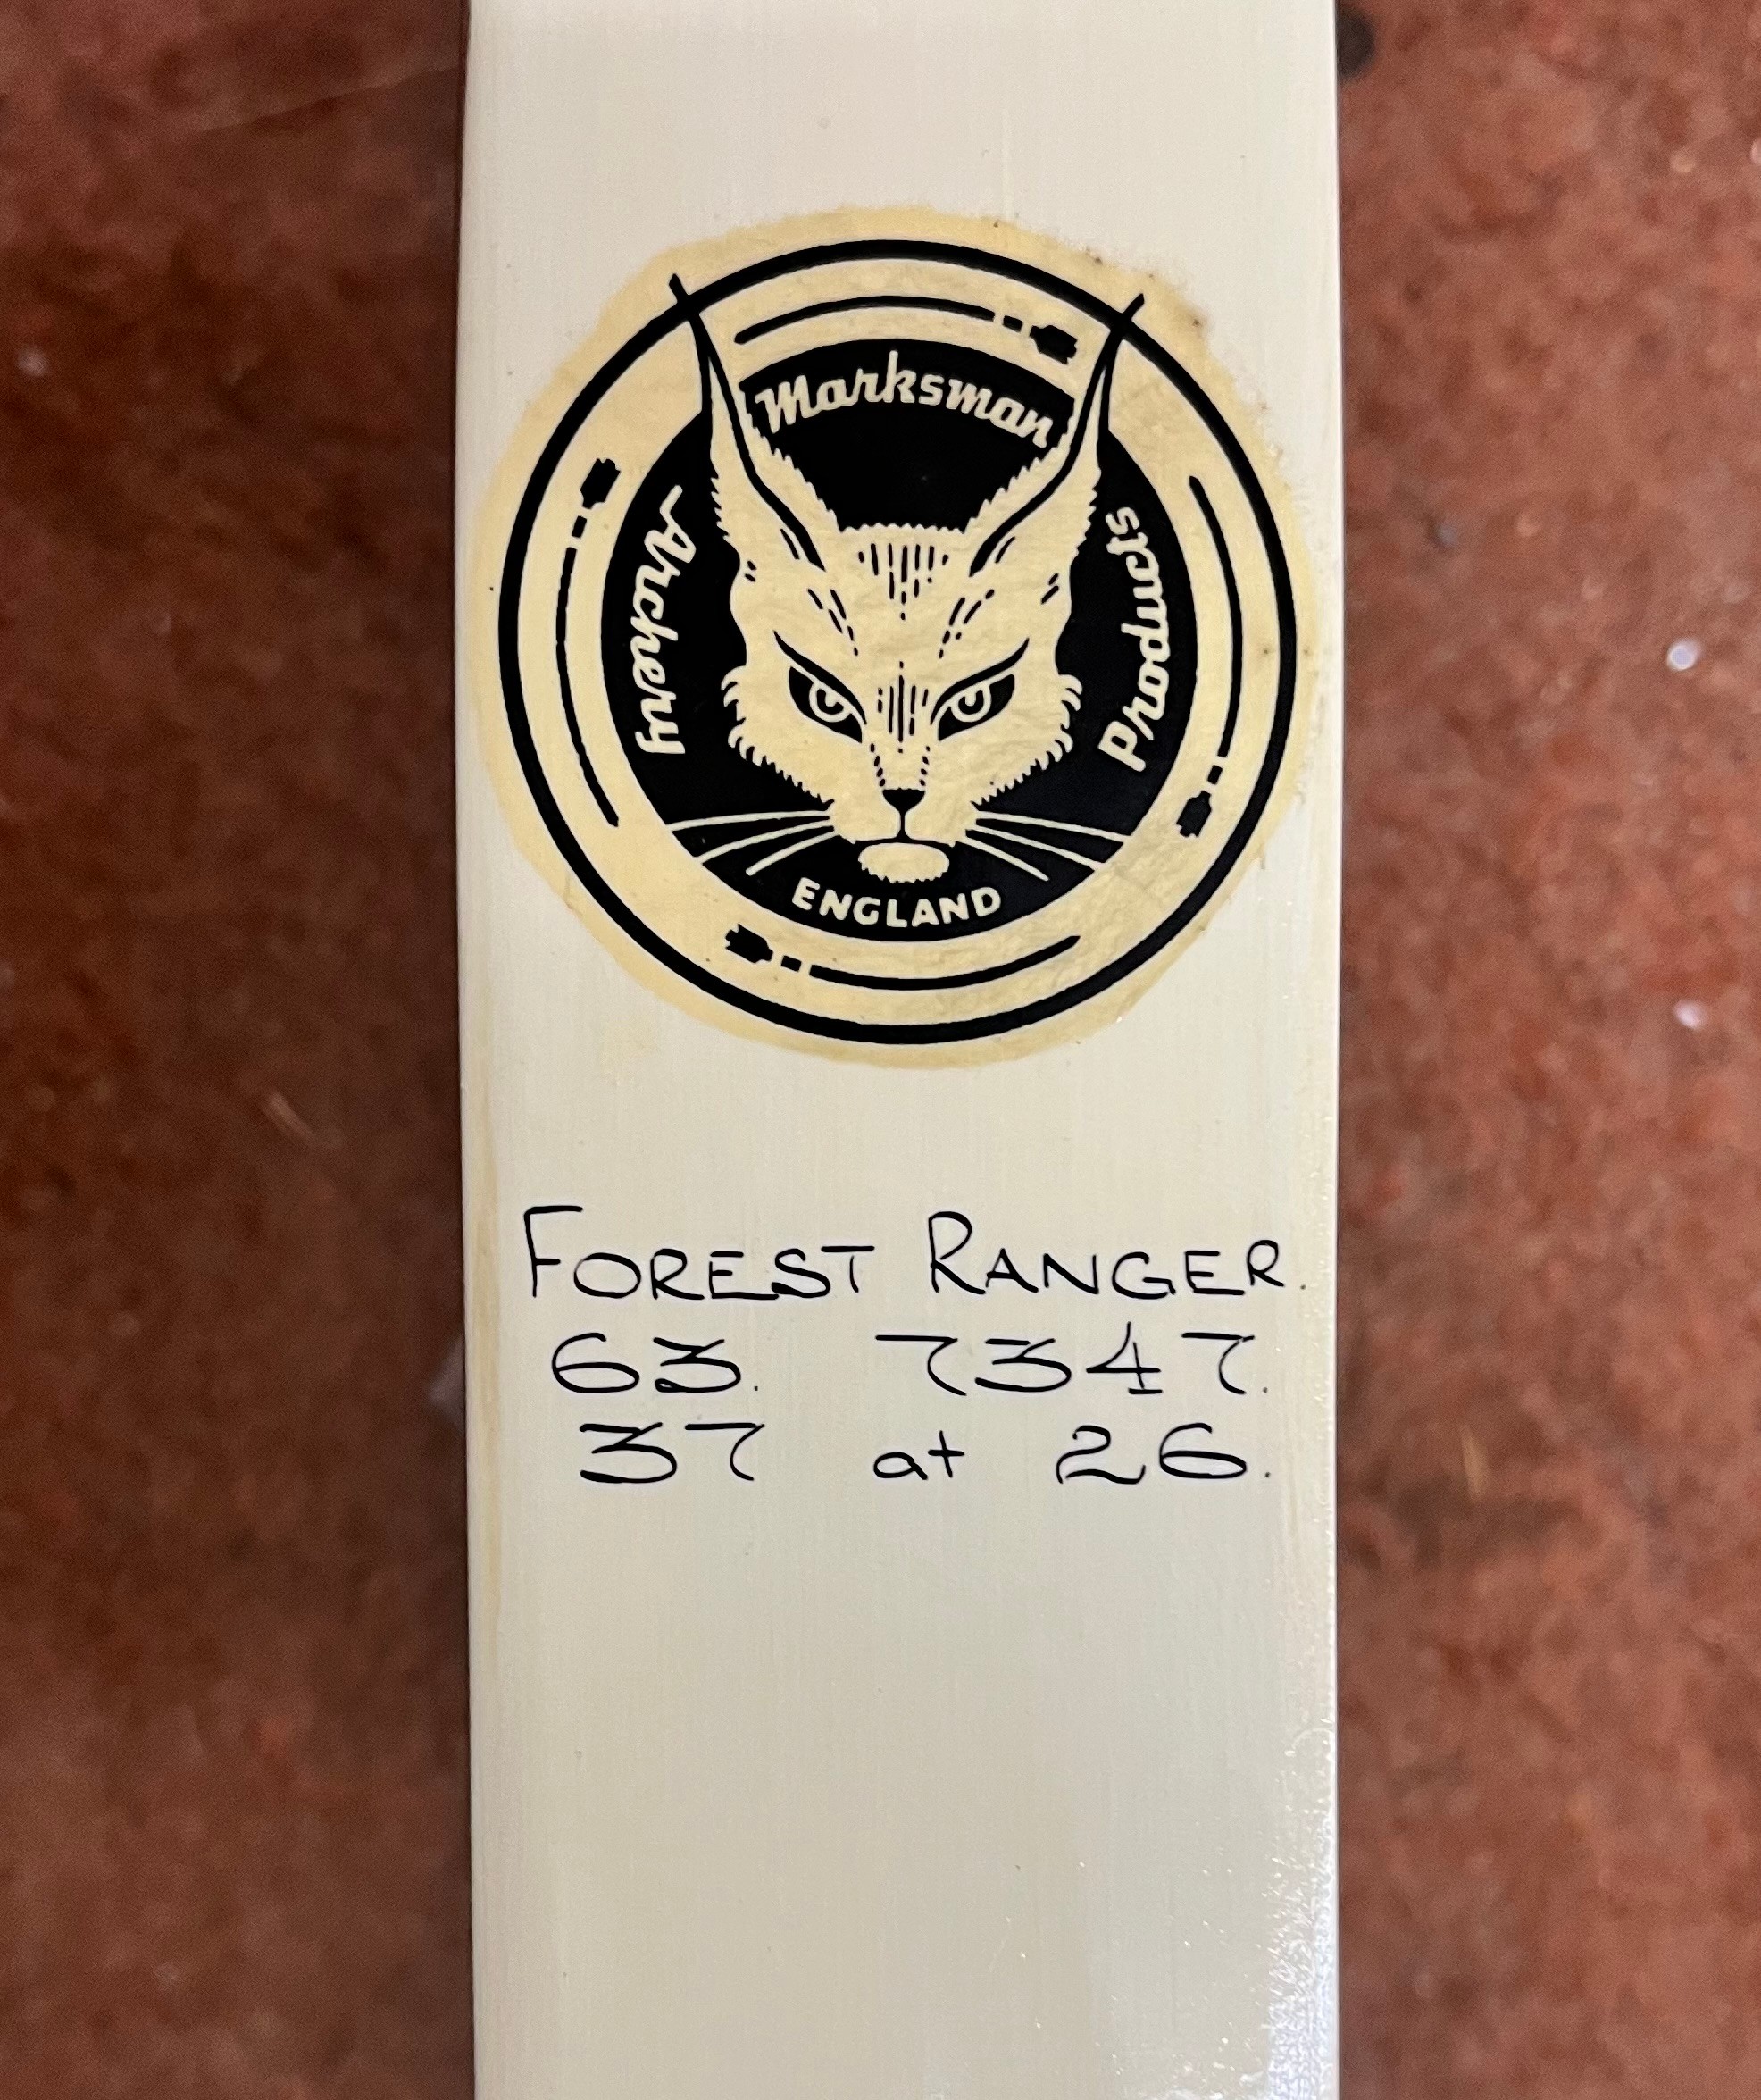 Marksman
Archery
Products
ENGLAND
FOREST RANGER.
63. 7347.
37 at 26.